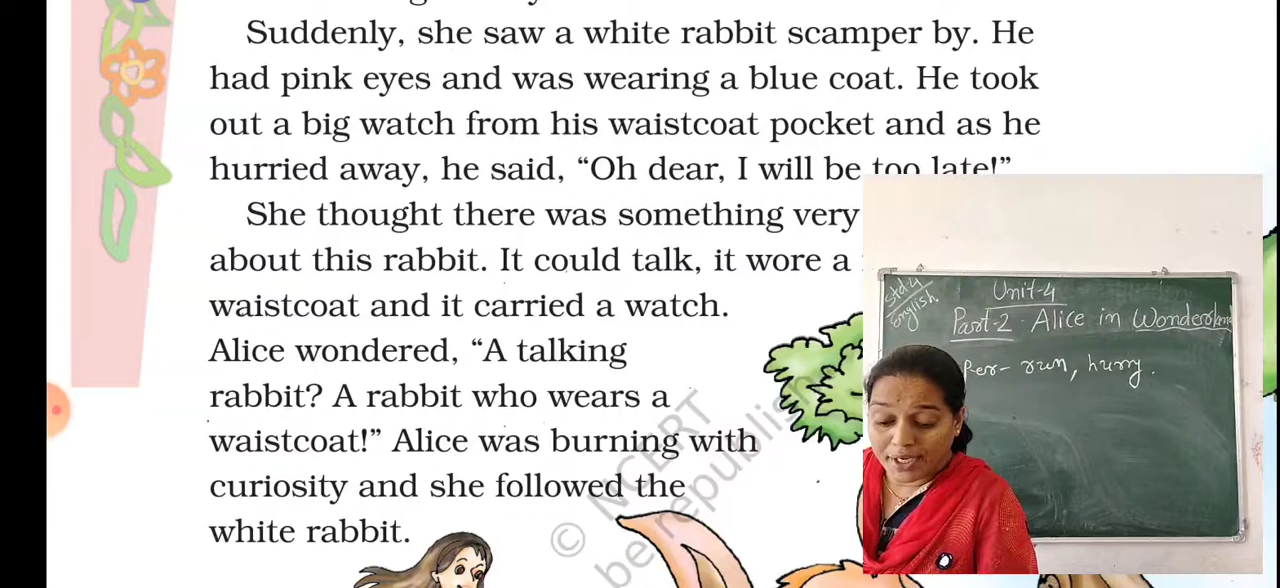 Suddenly, she saw a white rabbit scamper by. He
had pink eyes and was wearing a blue coat. He took
out a big watch from his waistcoat pocket and as he
hurried away, he said, “Oh dear, I will be too late!”
She thought there was something very
about this rabbit. It could talk, it wore a
waistcoat and it carried a watch.
Alice wondered, “A talking
rabbit? A rabbit who wears a
waistcoat!” Alice was burning with
curiosity and she followed the
white rabbit.
© NCERT
be republish
Std-4
English
Unit-4
Part-2 Alice in Wonderland
per- run, hurry.